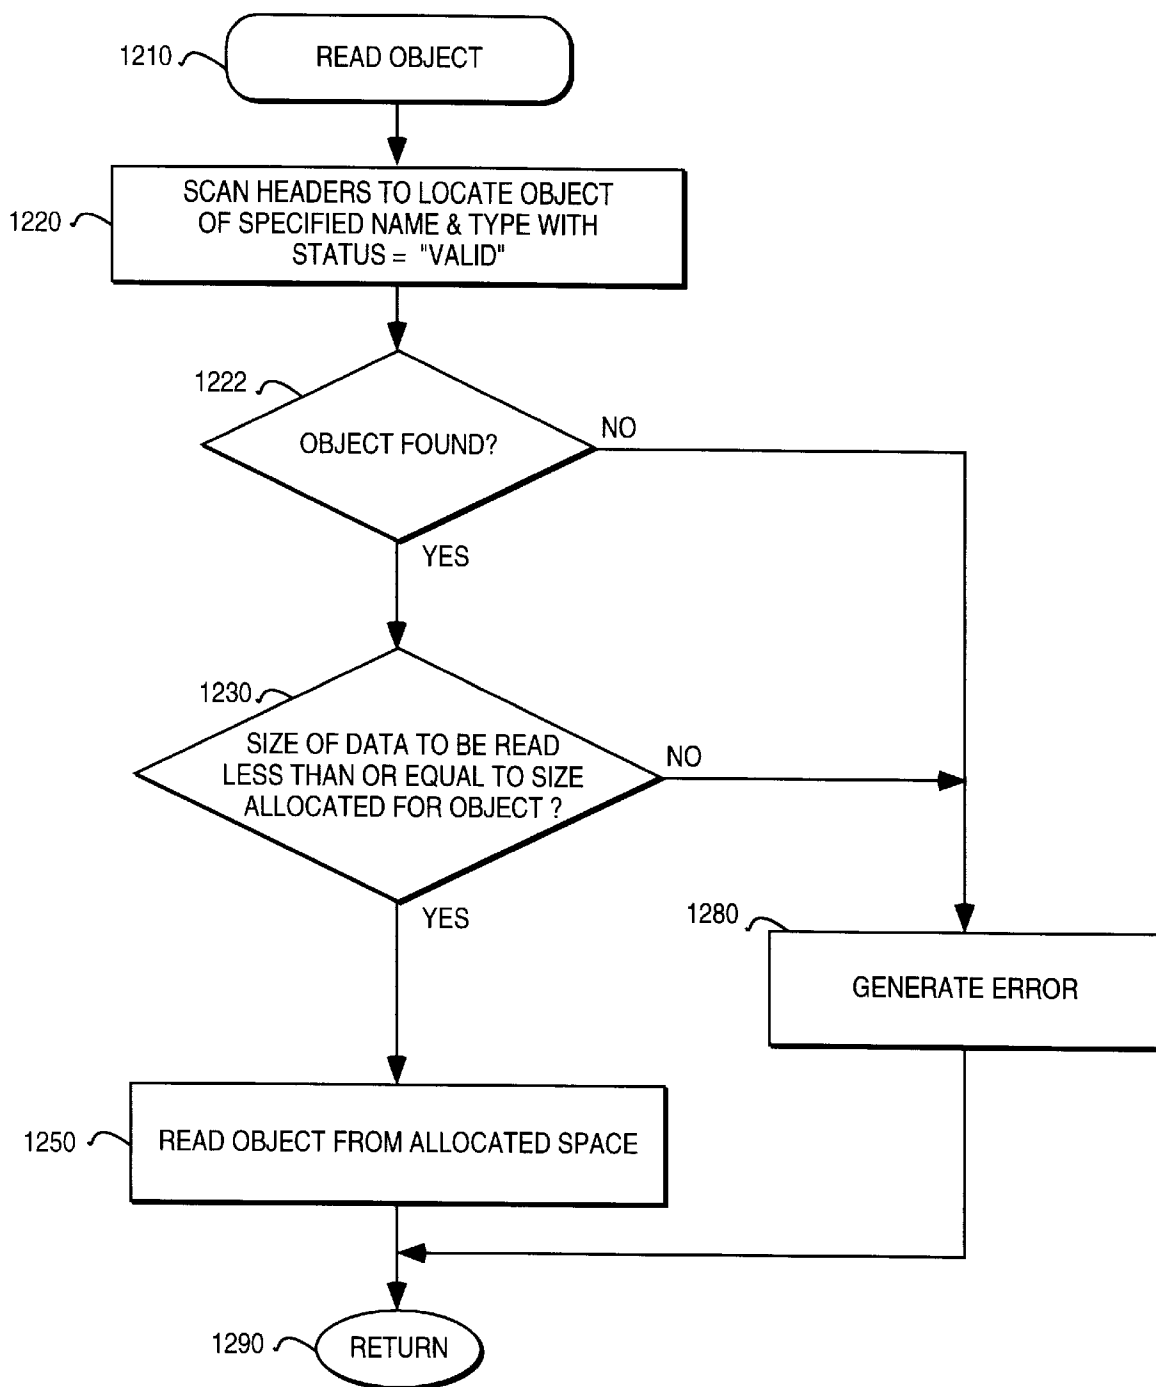 1210
READ OBJECT
1220
SCAN HEADERS TO LOCATE OBJECT
OF SPECIFIED NAME & TYPE WITH
STATUS = "VALID"
1222
OBJECT FOUND?
NO
YES
1230
SIZE OF DATA TO BE READ
LESS THAN OR EQUAL TO SIZE
ALLOCATED FOR OBJECT ?
NO
YES
1280
GENERATE ERROR
1250
READ OBJECT FROM ALLOCATED SPACE
1290
RETURN